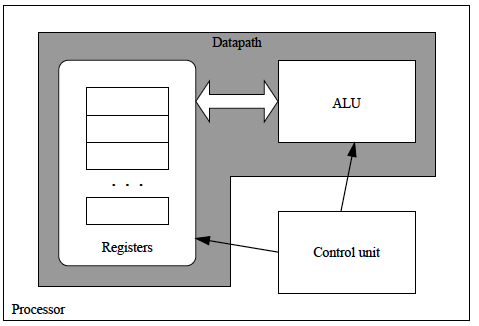 Datapath
ALU
. . .
Registers
Control unit
Processor